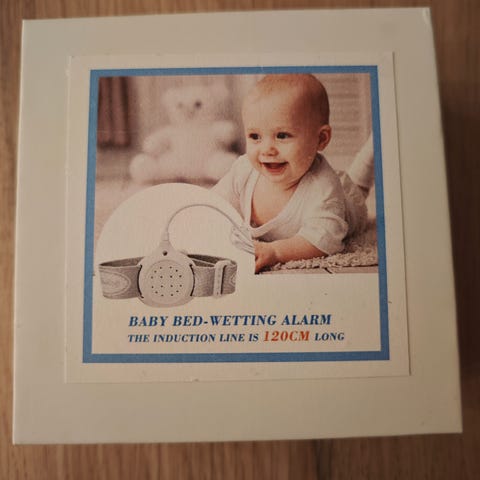 BABY BED-WETTING ALARM
THE INDUCTION LINE IS 120CM LONG